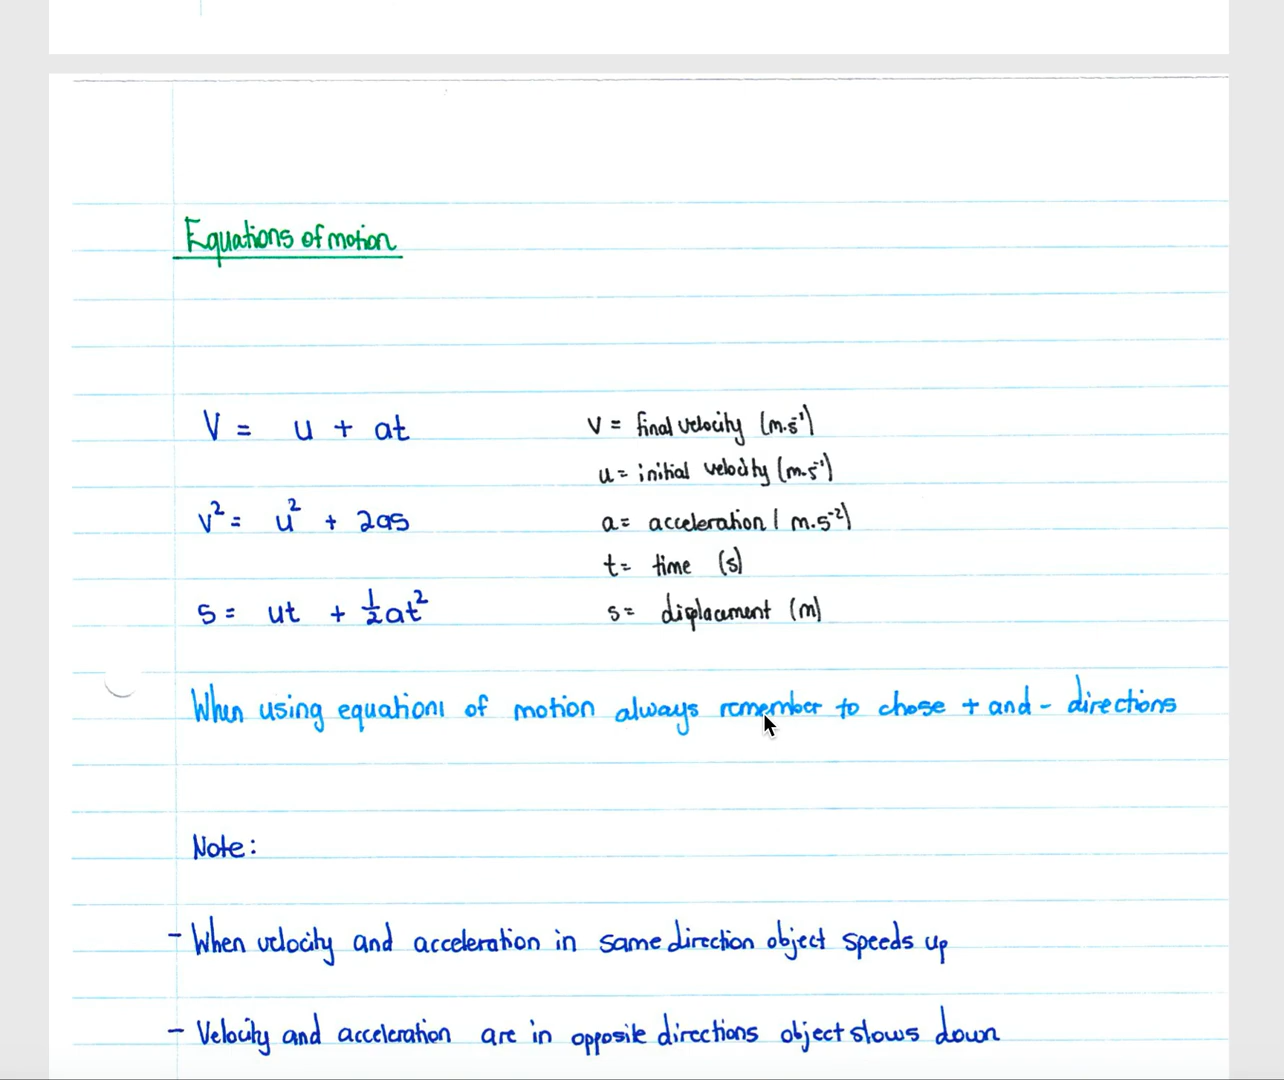 Equations of motion
V = u + at
v = final velocity (m.s⁻¹)
u = initial velocity (m.s⁻¹)
v² = u² + 2as
a = acceleration ( m.s⁻²)
t = time (s)
s = ut + ½at²
s = displacement (m)
When using equations of motion always remember to chose + and - directions
Note:
- When velocity and acceleration in same direction object speeds up
- Velocity and acceleration are in opposite directions object slows down